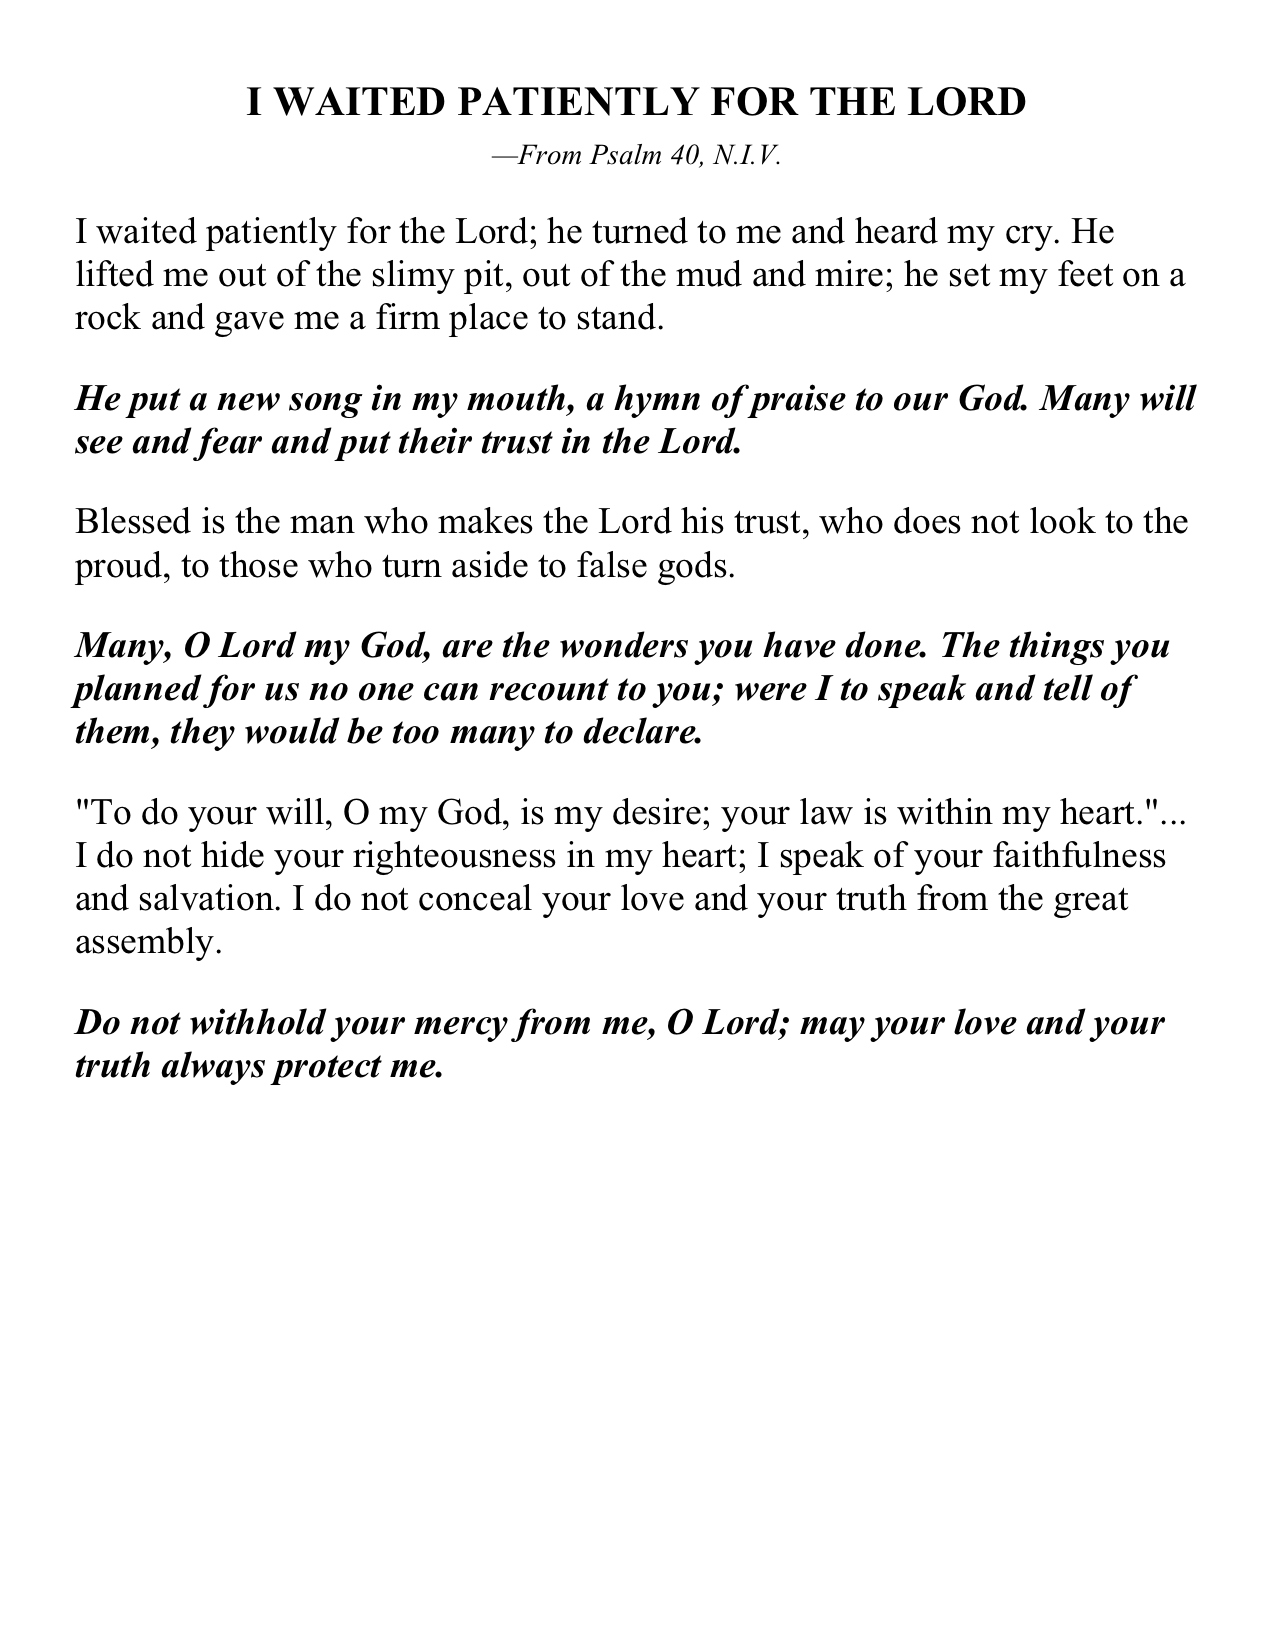 I WAITED PATIENTLY FOR THE LORD
—From Psalm 40, N.I.V.
I waited patiently for the Lord; he turned to me and heard my cry. He
lifted me out of the slimy pit, out of the mud and mire; he set my feet on a
rock and gave me a firm place to stand.
He put a new song in my mouth, a hymn of praise to our God. Many will
see and fear and put their trust in the Lord.
Blessed is the man who makes the Lord his trust, who does not look to the
proud, to those who turn aside to false gods.
Many, O Lord my God, are the wonders you have done. The things you
planned for us no one can recount to you; were I to speak and tell of
them, they would be too many to declare.
"To do your will, O my God, is my desire; your law is within my heart."...
I do not hide your righteousness in my heart; I speak of your faithfulness
and salvation. I do not conceal your love and your truth from the great
assembly.
Do not withhold your mercy from me, O Lord; may your love and your
truth always protect me.